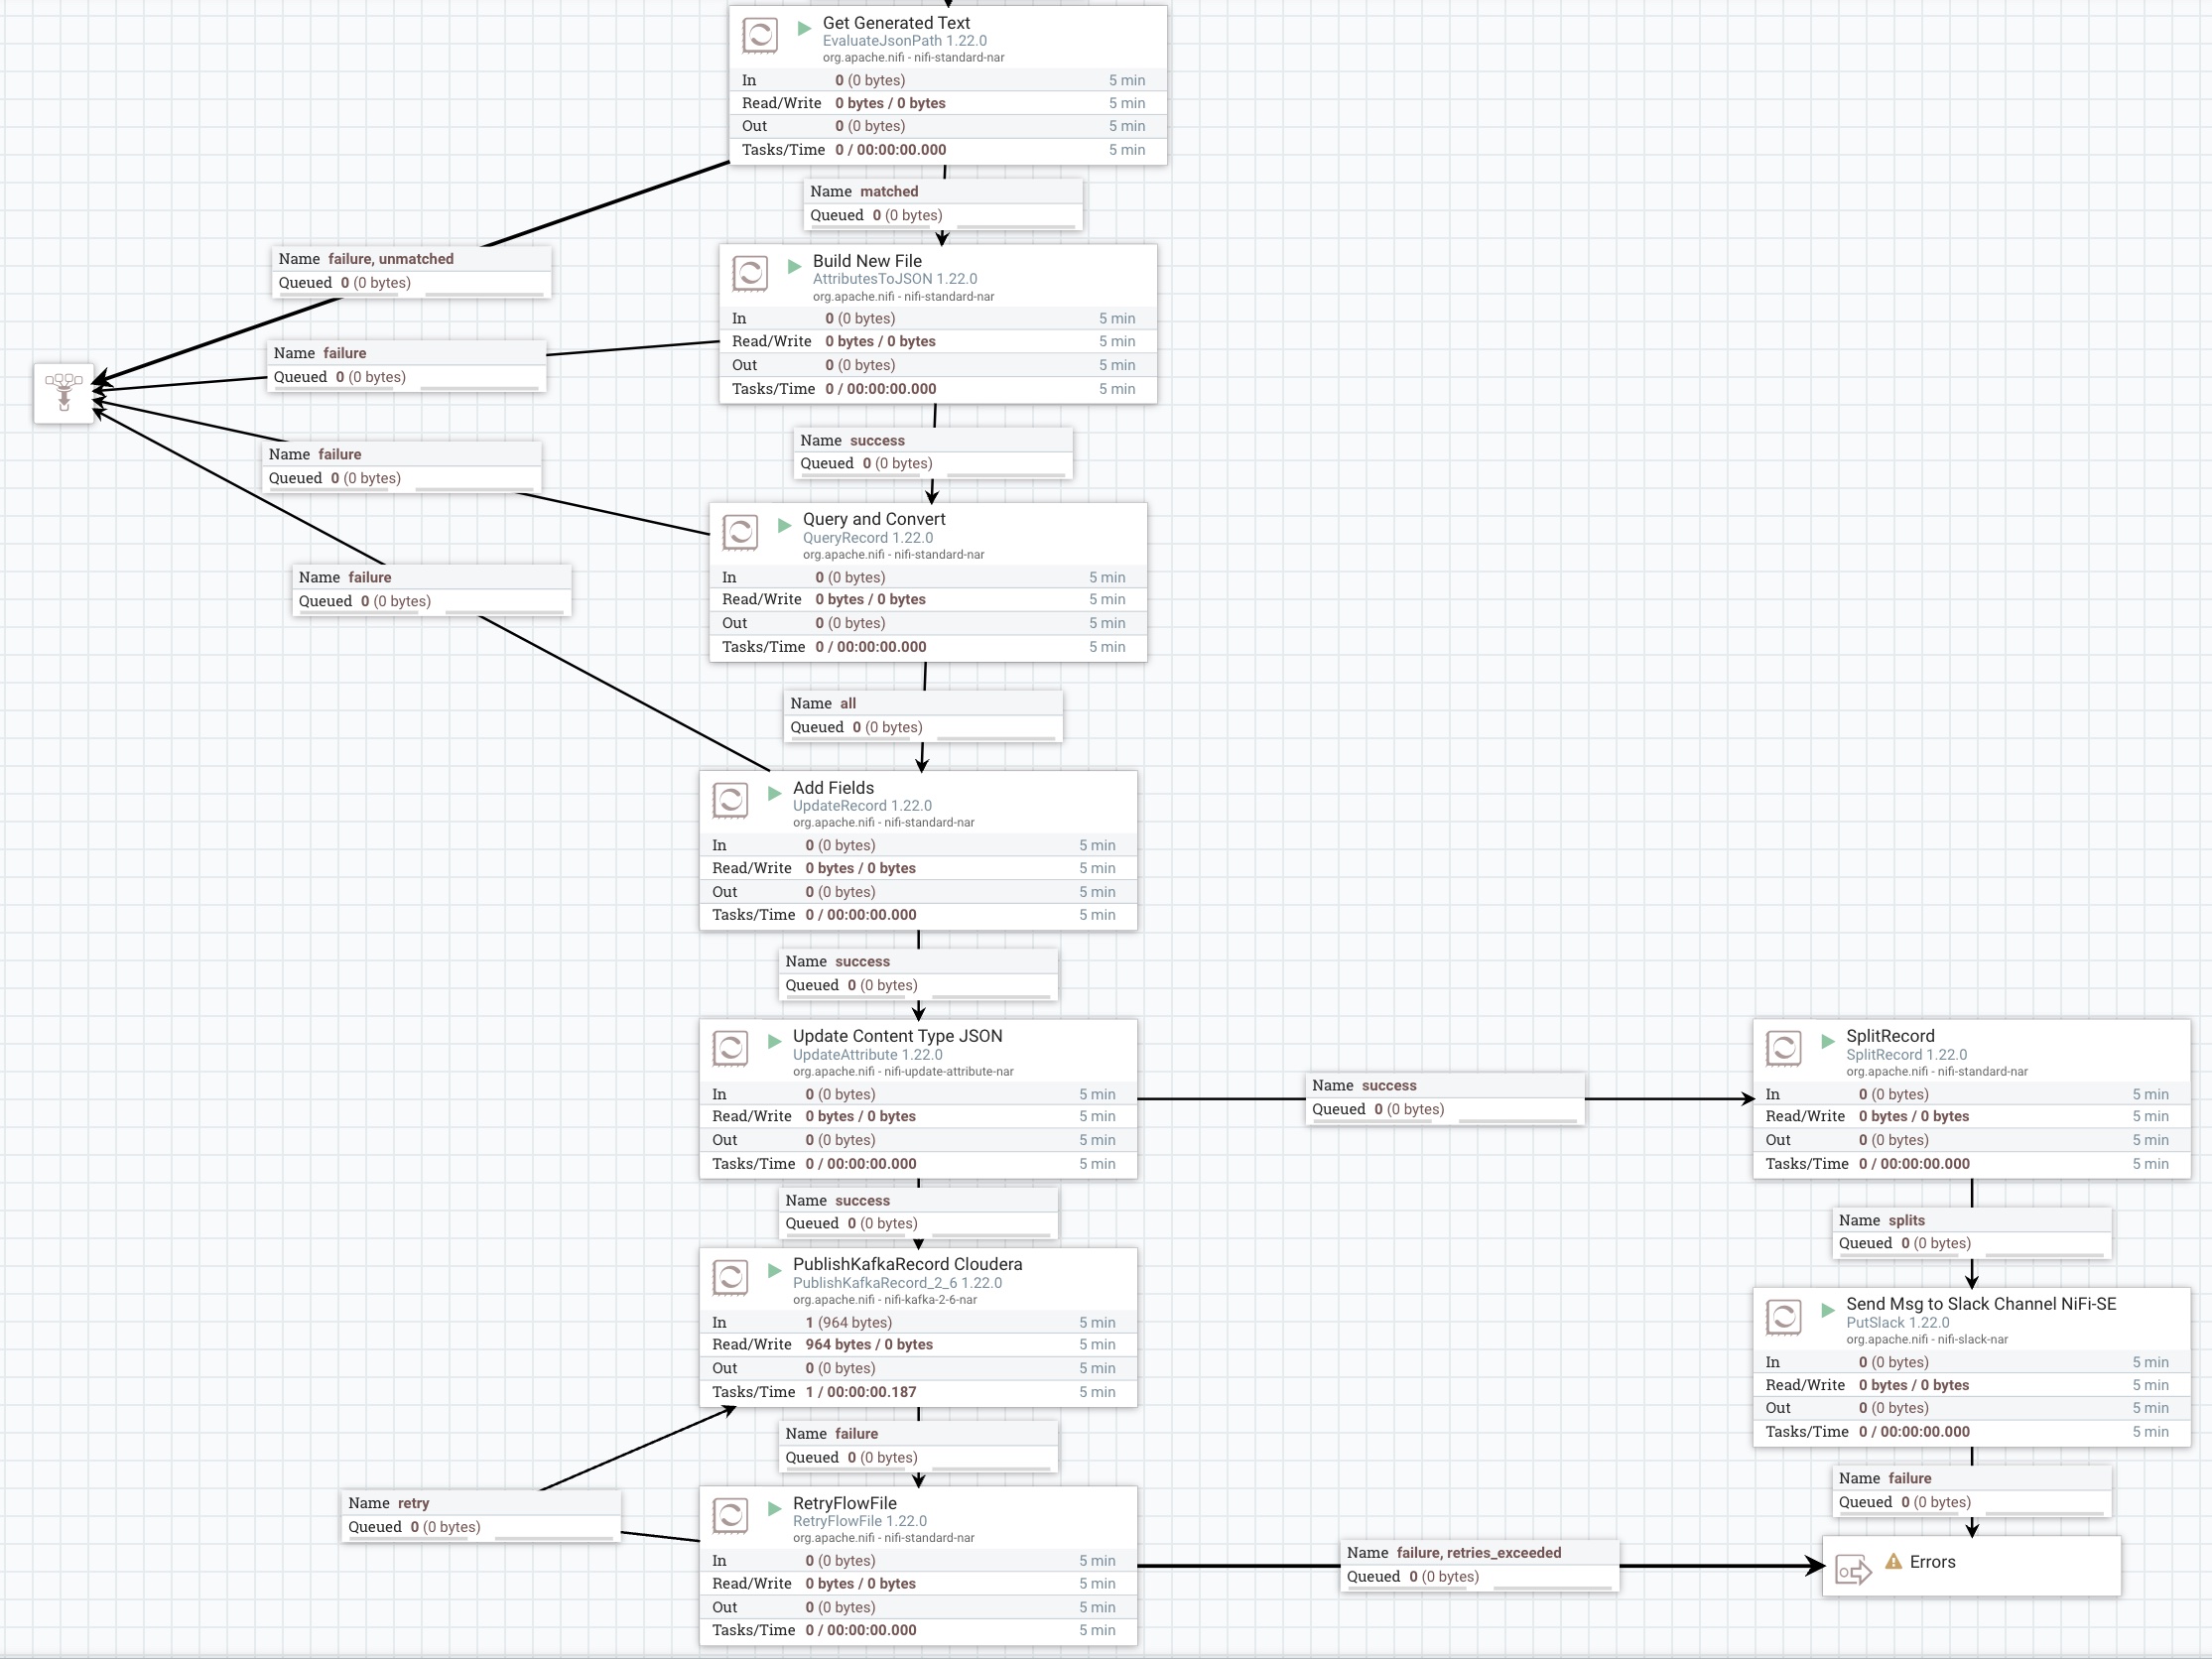 Get Generated Text
EvaluateJsonPath 1.22.0
org.apache.nifi - nifi-standard-nar
In 0 (0 bytes) 5 min
Read/Write 0 bytes / 0 bytes 5 min
Out 0 (0 bytes) 5 min
Tasks/Time 0 / 00:00:00.000 5 min
Name matched
Queued 0 (0 bytes)
Name failure, unmatched
Queued 0 (0 bytes)
Build New File
AttributesToJSON 1.22.0
org.apache.nifi - nifi-standard-nar
In 0 (0 bytes) 5 min
Read/Write 0 bytes / 0 bytes 5 min
Out 0 (0 bytes) 5 min
Tasks/Time 0 / 00:00:00.000 5 min
Name failure
Queued 0 (0 bytes)
Name success
Queued 0 (0 bytes)
Name failure
Queued 0 (0 bytes)
Query and Convert
QueryRecord 1.22.0
org.apache.nifi - nifi-standard-nar
In 0 (0 bytes) 5 min
Read/Write 0 bytes / 0 bytes 5 min
Out 0 (0 bytes) 5 min
Tasks/Time 0 / 00:00:00.000 5 min
Name failure
Queued 0 (0 bytes)
Name all
Queued 0 (0 bytes)
Add Fields
UpdateRecord 1.22.0
org.apache.nifi - nifi-standard-nar
In 0 (0 bytes) 5 min
Read/Write 0 bytes / 0 bytes 5 min
Out 0 (0 bytes) 5 min
Tasks/Time 0 / 00:00:00.000 5 min
Name success
Queued 0 (0 bytes)
Update Content Type JSON
UpdateAttribute 1.22.0
org.apache.nifi - nifi-update-attribute-nar
In 0 (0 bytes) 5 min
Read/Write 0 bytes / 0 bytes 5 min
Out 0 (0 bytes) 5 min
Tasks/Time 0 / 00:00:00.000 5 min
Name success
Queued 0 (0 bytes)
SplitRecord
SplitRecord 1.22.0
org.apache.nifi - nifi-standard-nar
In 0 (0 bytes) 5 min
Read/Write 0 bytes / 0 bytes 5 min
Out 0 (0 bytes) 5 min
Tasks/Time 0 / 00:00:00.000 5 min
Name success
Queued 0 (0 bytes)
Name splits
Queued 0 (0 bytes)
PublishKafkaRecord Cloudera
PublishKafkaRecord_2_6 1.22.0
org.apache.nifi - nifi-kafka-2-6-nar
In 1 (964 bytes) 5 min
Read/Write 964 bytes / 0 bytes 5 min
Out 0 (0 bytes) 5 min
Tasks/Time 1 / 00:00:00.187 5 min
Send Msg to Slack Channel NiFi-SE
PutSlack 1.22.0
org.apache.nifi - nifi-slack-nar
In 0 (0 bytes) 5 min
Read/Write 0 bytes / 0 bytes 5 min
Out 0 (0 bytes) 5 min
Tasks/Time 0 / 00:00:00.000 5 min
Name failure
Queued 0 (0 bytes)
Name failure
Queued 0 (0 bytes)
Name retry
Queued 0 (0 bytes)
RetryFlowFile
RetryFlowFile 1.22.0
org.apache.nifi - nifi-standard-nar
In 0 (0 bytes) 5 min
Read/Write 0 bytes / 0 bytes 5 min
Out 0 (0 bytes) 5 min
Tasks/Time 0 / 00:00:00.000 5 min
Name failure, retries_exceeded
Queued 0 (0 bytes)
Errors